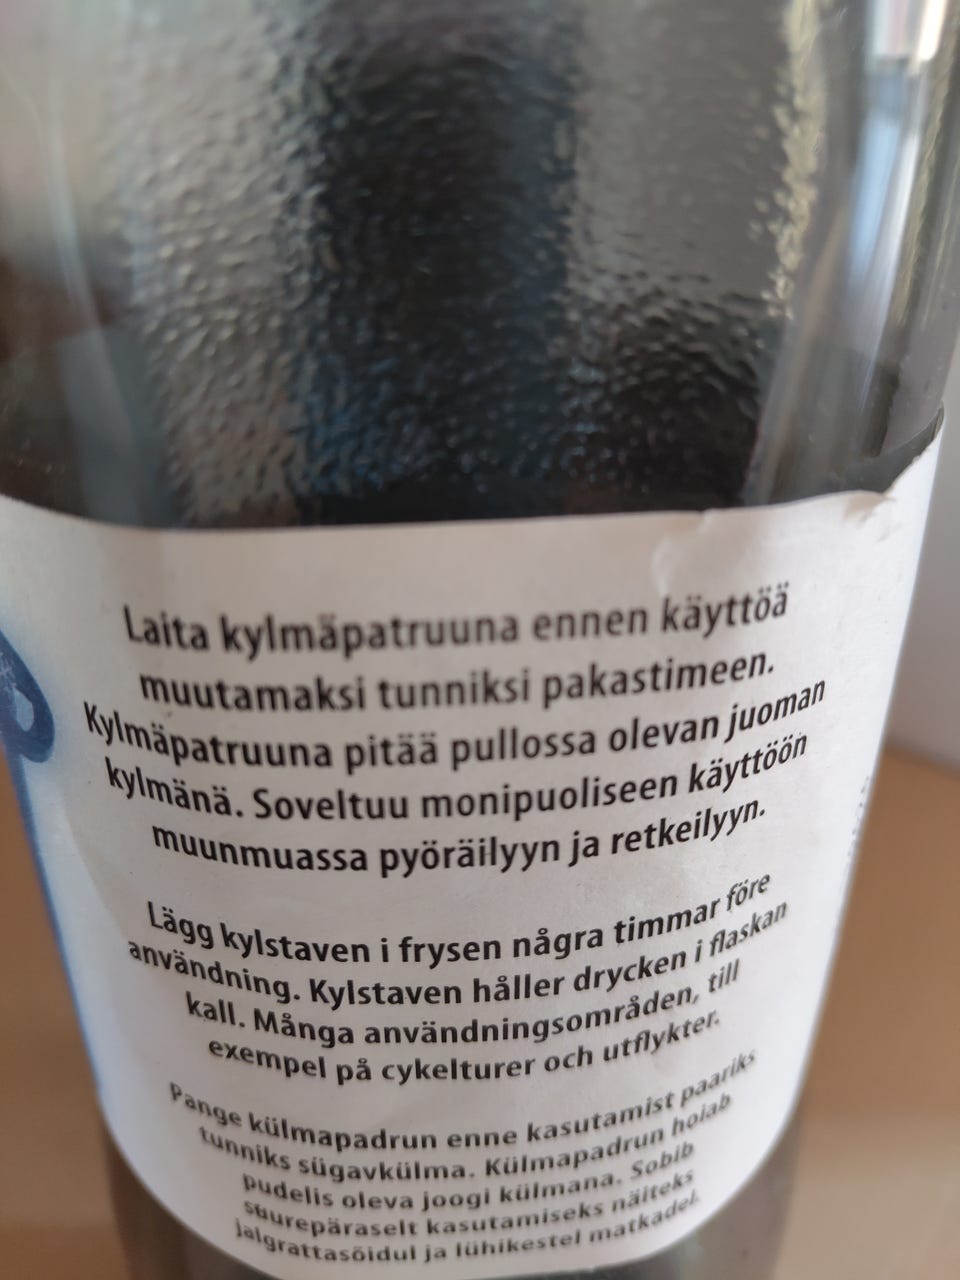 Laita kylmäpatruuna ennen käyttöä
muutamaksi tunniksi pakastimeen.
Kylmäpatruuna pitää pullossa olevan juoman
kylmänä. Soveltuu monipuoliseen käyttöön
muunmuassa pyöräilyyn ja retkeilyyn.
Lägg kylstaven i frysen några timmar före
användning. Kylstaven håller drycken i flaskan
kall. Många användningsområden, till
exempel på cykelturer och utflykter.
Pange külmapadrun enne kasutamist paariks
tunniks sügavkülma. Külmapadrun hoiab
pudelis oleva joogi külmana. Sobib
suurepäraselt kasutamiseks näiteks
jalgrattasõidul ja lühikestel matkadel.